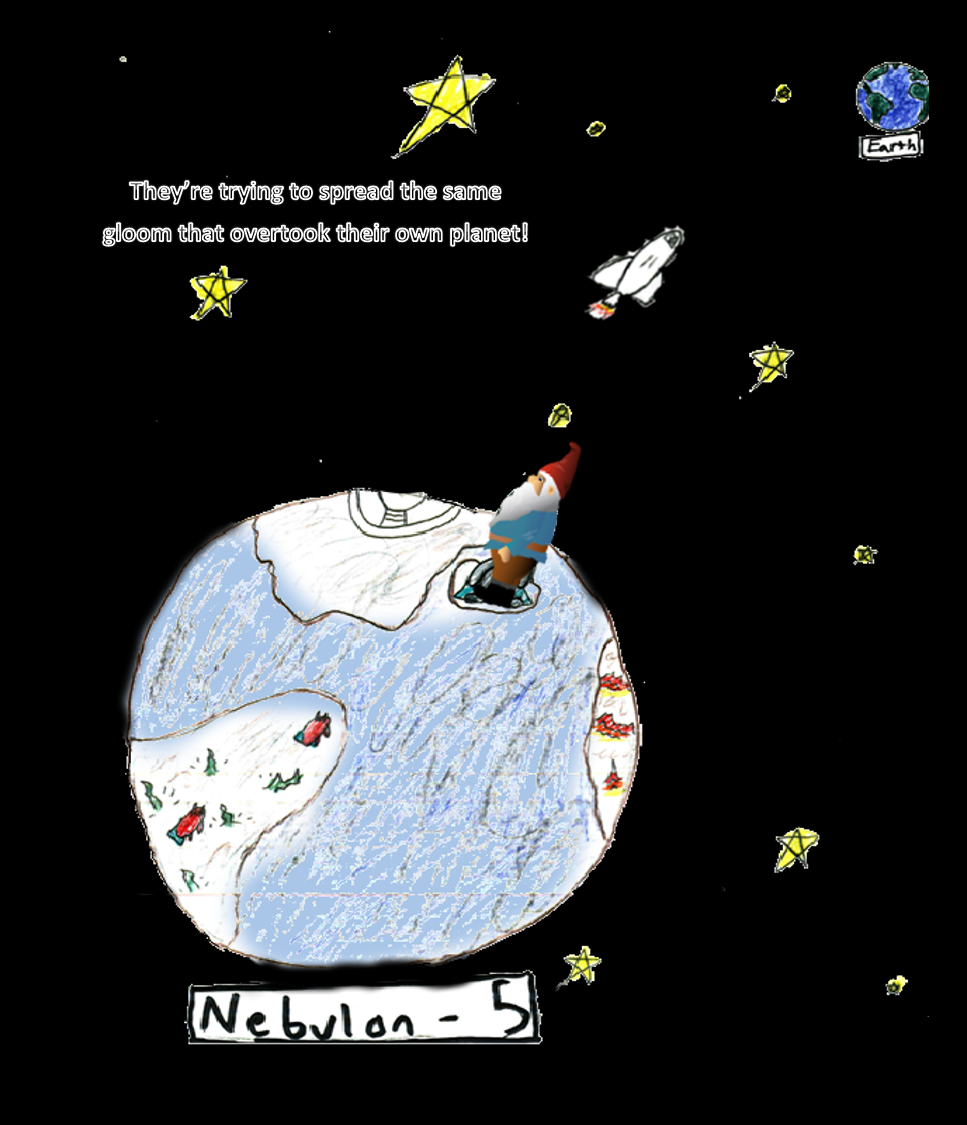 Earth
They’re trying to spread the same
gloom that overtook their own planet!
Nebulon - 5